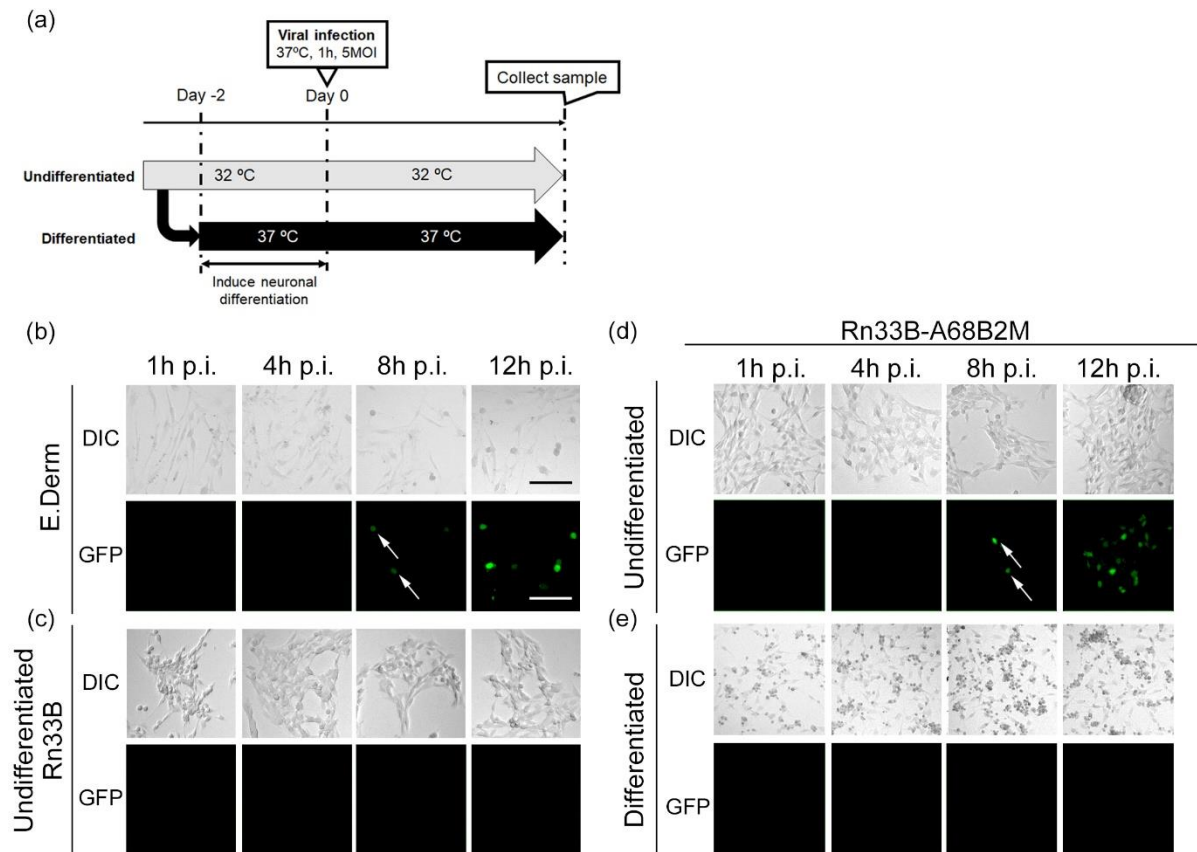 (a)
Viral infection
37ºC, 1h, 5MOI
Collect sample
Day -2
Day 0
Undifferentiated
32 ºC
32 ºC
Differentiated
37 ºC
37 ºC
Induce neuronal
differentiation
(b)
1h p.i.
4h p.i.
8h p.i.
12h p.i.
E.Derm
DIC
GFP
(c)
Undifferentiated
Rn33B
DIC
GFP
(d)
Rn33B-A68B2M
1h p.i.
4h p.i.
8h p.i.
12h p.i.
Undifferentiated
DIC
GFP
(e)
Differentiated
DIC
GFP